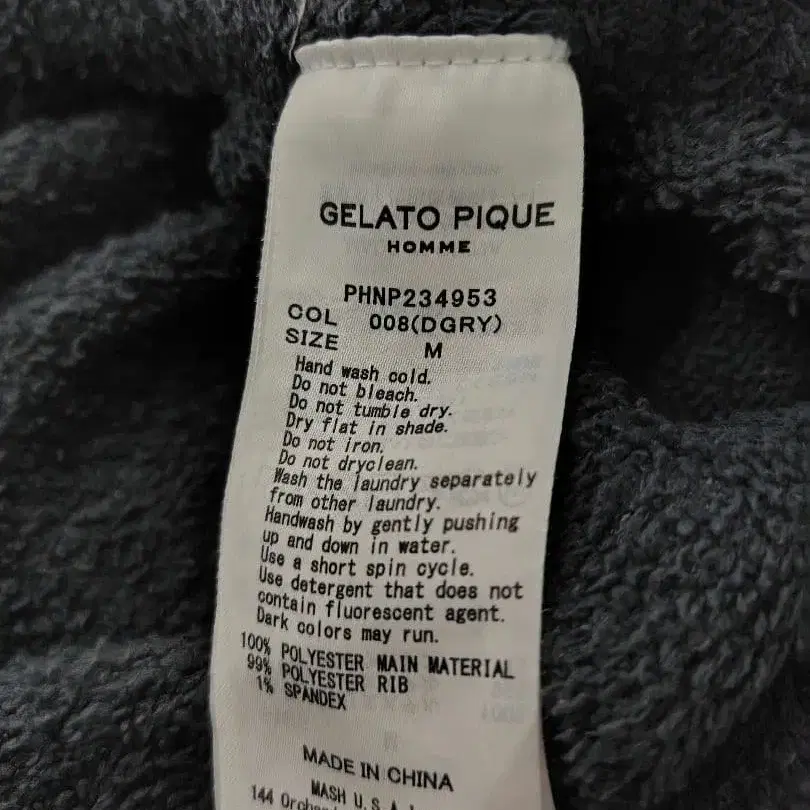 GELATO PIQUE
HOMME
PHNP234953
COL 008(DGRY)
SIZE M
Hand wash cold.
Do not bleach.
Do not tumble dry.
Dry flat in shade.
Do not iron.
Do not dryclean.
Wash the laundry separately
from other laundry.
Handwash by gently pushing
up and down in water.
Use a short spin cycle.
Use detergent that does not
contain fluorescent agent.
Dark colors may run.
100% POLYESTER MAIN MATERIAL
99% POLYESTER RIB
1% SPANDEX
MADE IN CHINA
MASH U.S.A.
144